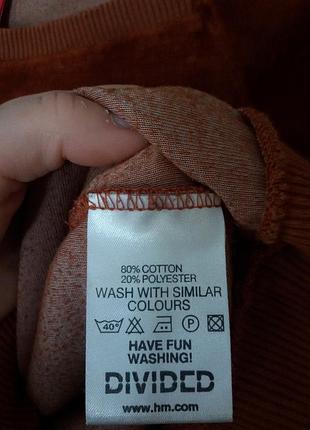 80% COTTON
20% POLYESTER
WASH WITH SIMILAR
COLOURS
40° P
HAVE FUN
WASHING!
DIVIDED
www.hm.com